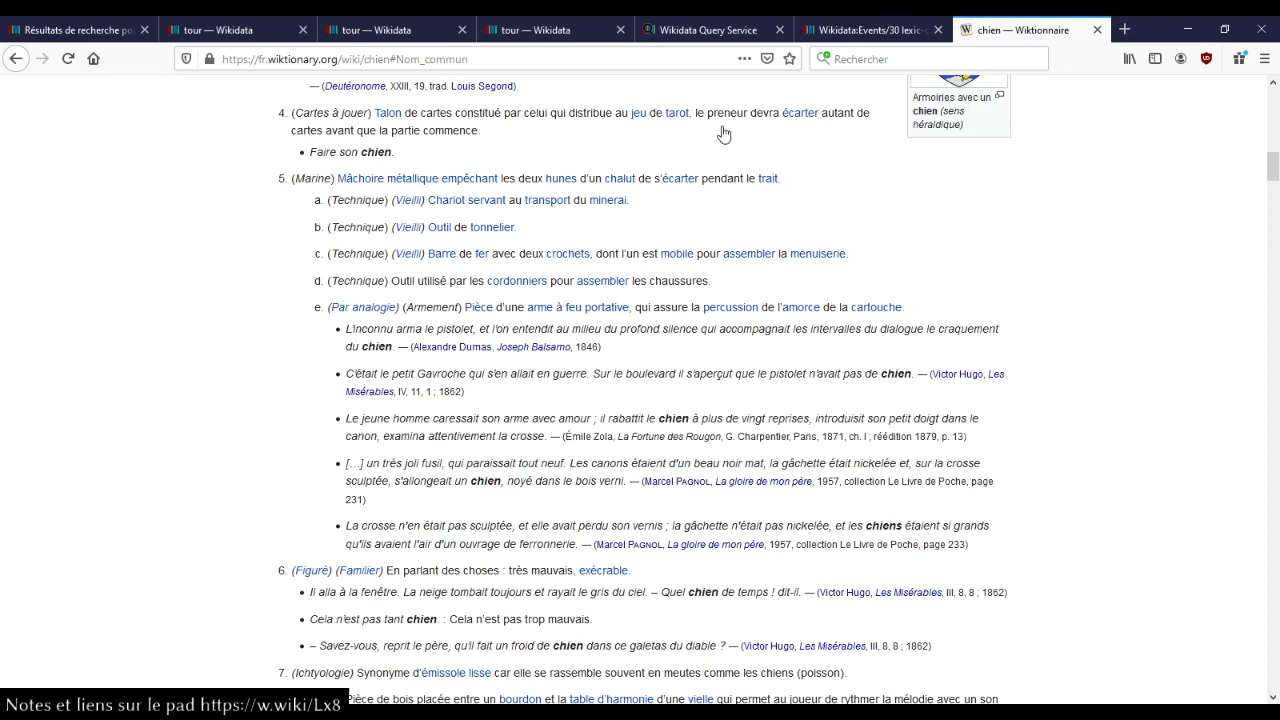 Résultats de recherche po
tour — Wikidata
tour — Wikidata
tour — Wikidata
Wikidata Query Service
Wikidata:Events/30 lexic-o
chien — Wiktionnaire
https://fr.wiktionary.org/wiki/chien#Nom_commun
Rechercher
— (Deutéronome, XXIII, 19, trad. Louis Segond)
Armoiries avec un
chien (sens
héraldique)
4. (Cartes à jouer) Talon de cartes constitué par celui qui distribue au jeu de tarot, le preneur devra écarter autant de
cartes avant que la partie commence.
• Faire son chien.
5. (Marine) Mâchoire métallique empêchant les deux hunes d'un chalut de s'écarter pendant le trait.
a. (Technique) (Vieilli) Chariot servant au transport du minerai.
b. (Technique) (Vieilli) Outil de tonnelier.
c. (Technique) (Vieilli) Barre de fer avec deux crochets, dont l'un est mobile pour assembler la menuiserie.
d. (Technique) Outil utilisé par les cordonniers pour assembler les chaussures.
e. (Par analogie) (Armement) Pièce d'une arme à feu portative, qui assure la percussion de l'amorce de la cartouche.
• L'inconnu arma le pistolet, et l'on entendit au milieu du profond silence qui accompagnait les intervalles du dialogue le craquement
du chien. — (Alexandre Dumas, Joseph Balsamo, 1846)
• C'était le petit Gavroche qui s'en allait en guerre. Sur le boulevard il s'aperçut que le pistolet n'avait pas de chien. — (Victor Hugo, Les
Misérables, IV, 11, 1 ; 1862)
• Le jeune homme caressait son arme avec amour ; il rabattit le chien à plus de vingt reprises, introduisit son petit doigt dans le
canon, examina attentivement la crosse. — (Émile Zola, La Fortune des Rougon, G. Charpentier, Paris, 1871, ch. I ; réédition 1879, p. 13)
• […] un très joli fusil, qui paraissait tout neuf. Les canons étaient d'un beau noir mat, la gâchette était nickelée et, sur la crosse
sculptée, s'allongeait un chien, noyé dans le bois verni. — (Marcel PAGNOL, La gloire de mon père, 1957, collection Le Livre de Poche, page
231)
• La crosse n'en était pas sculptée, et elle avait perdu son vernis ; la gâchette n'était pas nickelée, et les chiens étaient si grands
qu'ils avaient l'air d'un ouvrage de ferronnerie. — (Marcel PAGNOL, La gloire de mon père, 1957, collection Le Livre de Poche, page 233)
6. (Figuré) (Familier) En parlant des choses : très mauvais, exécrable.
• Il alla à la fenêtre. La neige tombait toujours et rayait le gris du ciel. – Quel chien de temps ! dit-il. — (Victor Hugo, Les Misérables, III, 8, 8 ; 1862)
• Cela n'est pas tant chien. : Cela n'est pas trop mauvais.
• – Savez-vous, reprit le père, qu'il fait un froid de chien dans ce galetas du diable ? — (Victor Hugo, Les Misérables, III, 8, 8 ; 1862)
7. (Ichtyologie) Synonyme d'émissole lisse car elle se rassemble souvent en meutes comme les chiens (poisson).
Pièce de bois placée entre un bourdon et la table d'harmonie d'une vielle qui permet au joueur de rythmer la mélodie avec un son
Notes et liens sur le pad https://w.wiki/Lx8